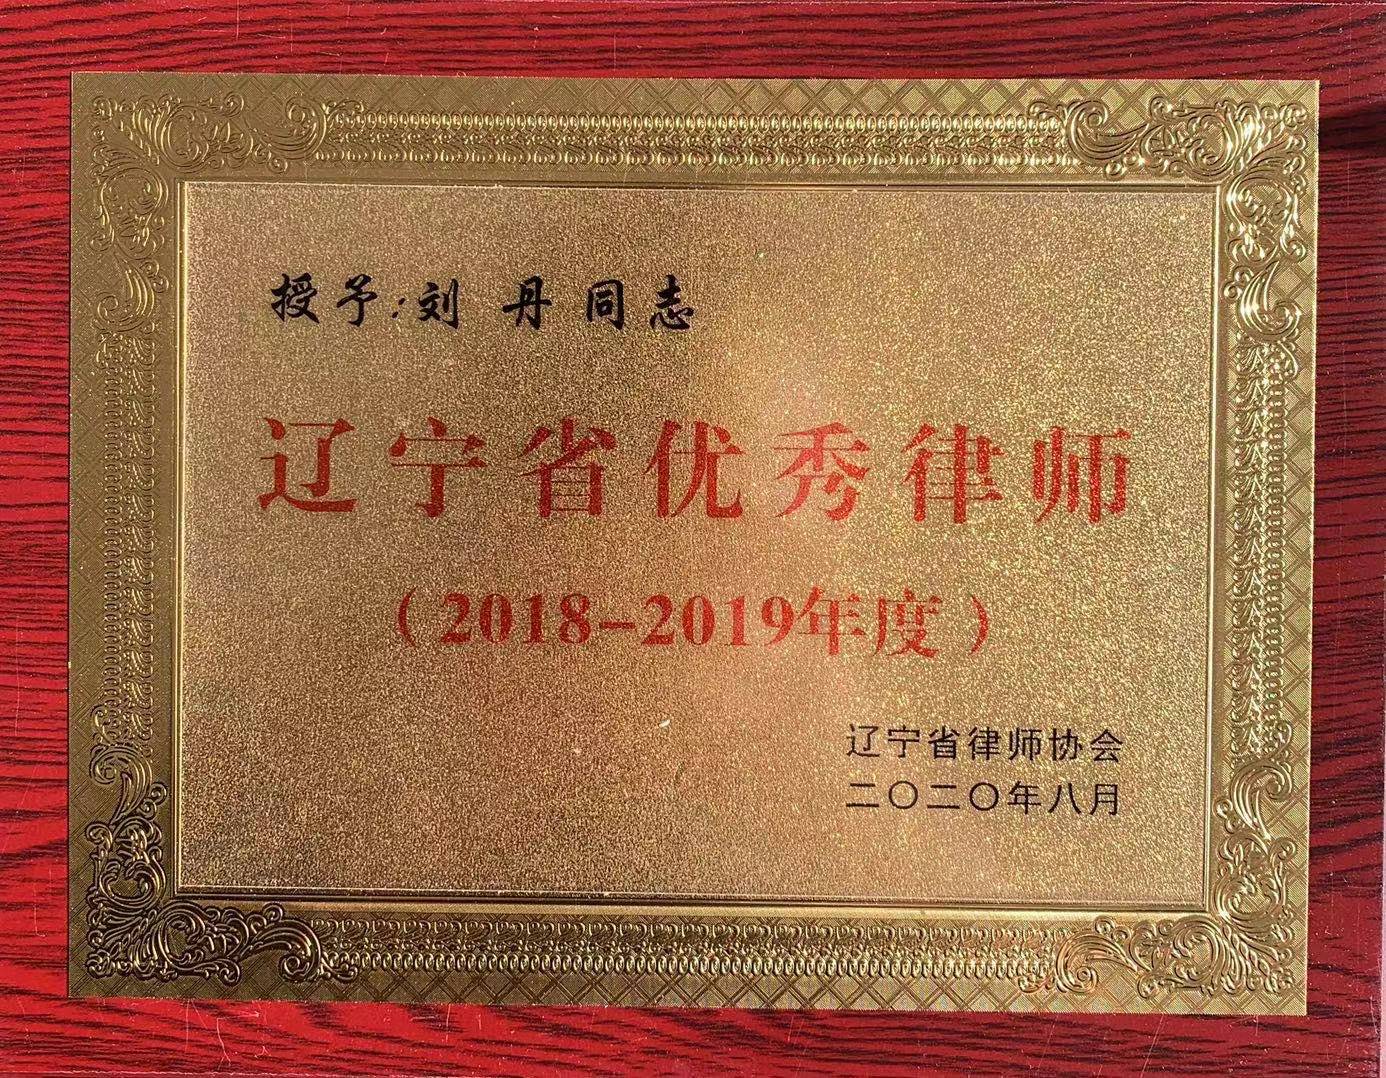 授予:刘 丹同志
辽宁省优秀律师
（2018-2019年度）
辽宁省律师协会
二〇二〇年八月